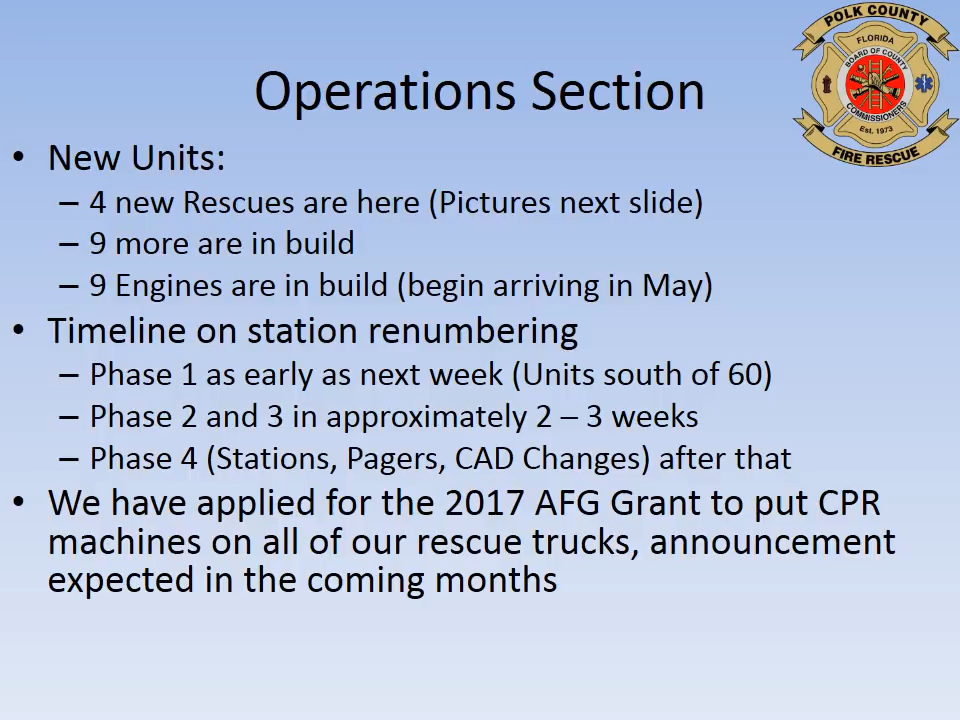 POLK COUNTY
FLORIDA
BOARD OF COUNTY
COMMISSIONERS
Est. 1973
FIRE RESCUE
Operations Section
• New Units:
– 4 new Rescues are here (Pictures next slide)
– 9 more are in build
– 9 Engines are in build (begin arriving in May)
• Timeline on station renumbering
– Phase 1 as early as next week (Units south of 60)
– Phase 2 and 3 in approximately 2 – 3 weeks
– Phase 4 (Stations, Pagers, CAD Changes) after that
• We have applied for the 2017 AFG Grant to put CPR
machines on all of our rescue trucks, announcement
expected in the coming months